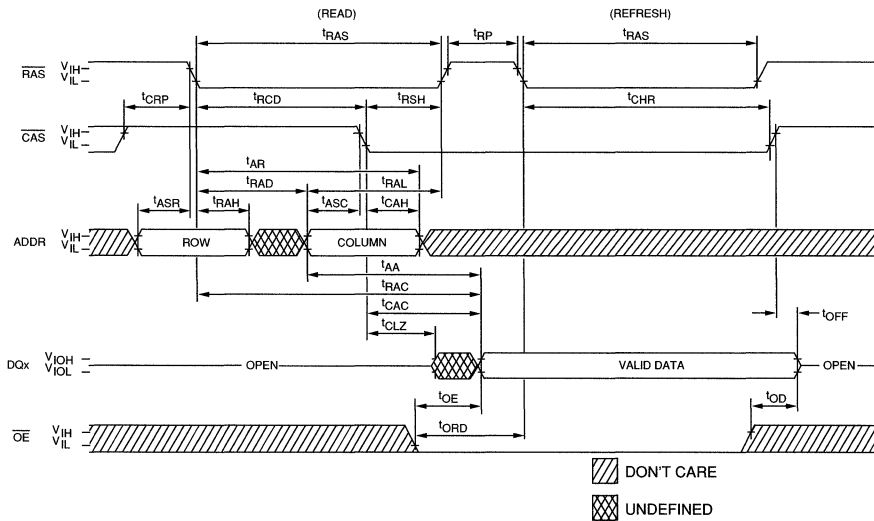 (READ) (REFRESH)
tRAS tRP tRAS
RAS VIH VIL
tCRP tRCD tRSH tCHR
CAS VIH VIL
tAR
tRAD tRAL
tASR tRAH tASC tCAH
ADDR VIH VIL ROW COLUMN
tAA
tRAC
tCAC
tCLZ tOFF
DQx VIOH VIOL OPEN VALID DATA OPEN
tOE tOD
tORD
OE VIH VIL
DON'T CARE
UNDEFINED